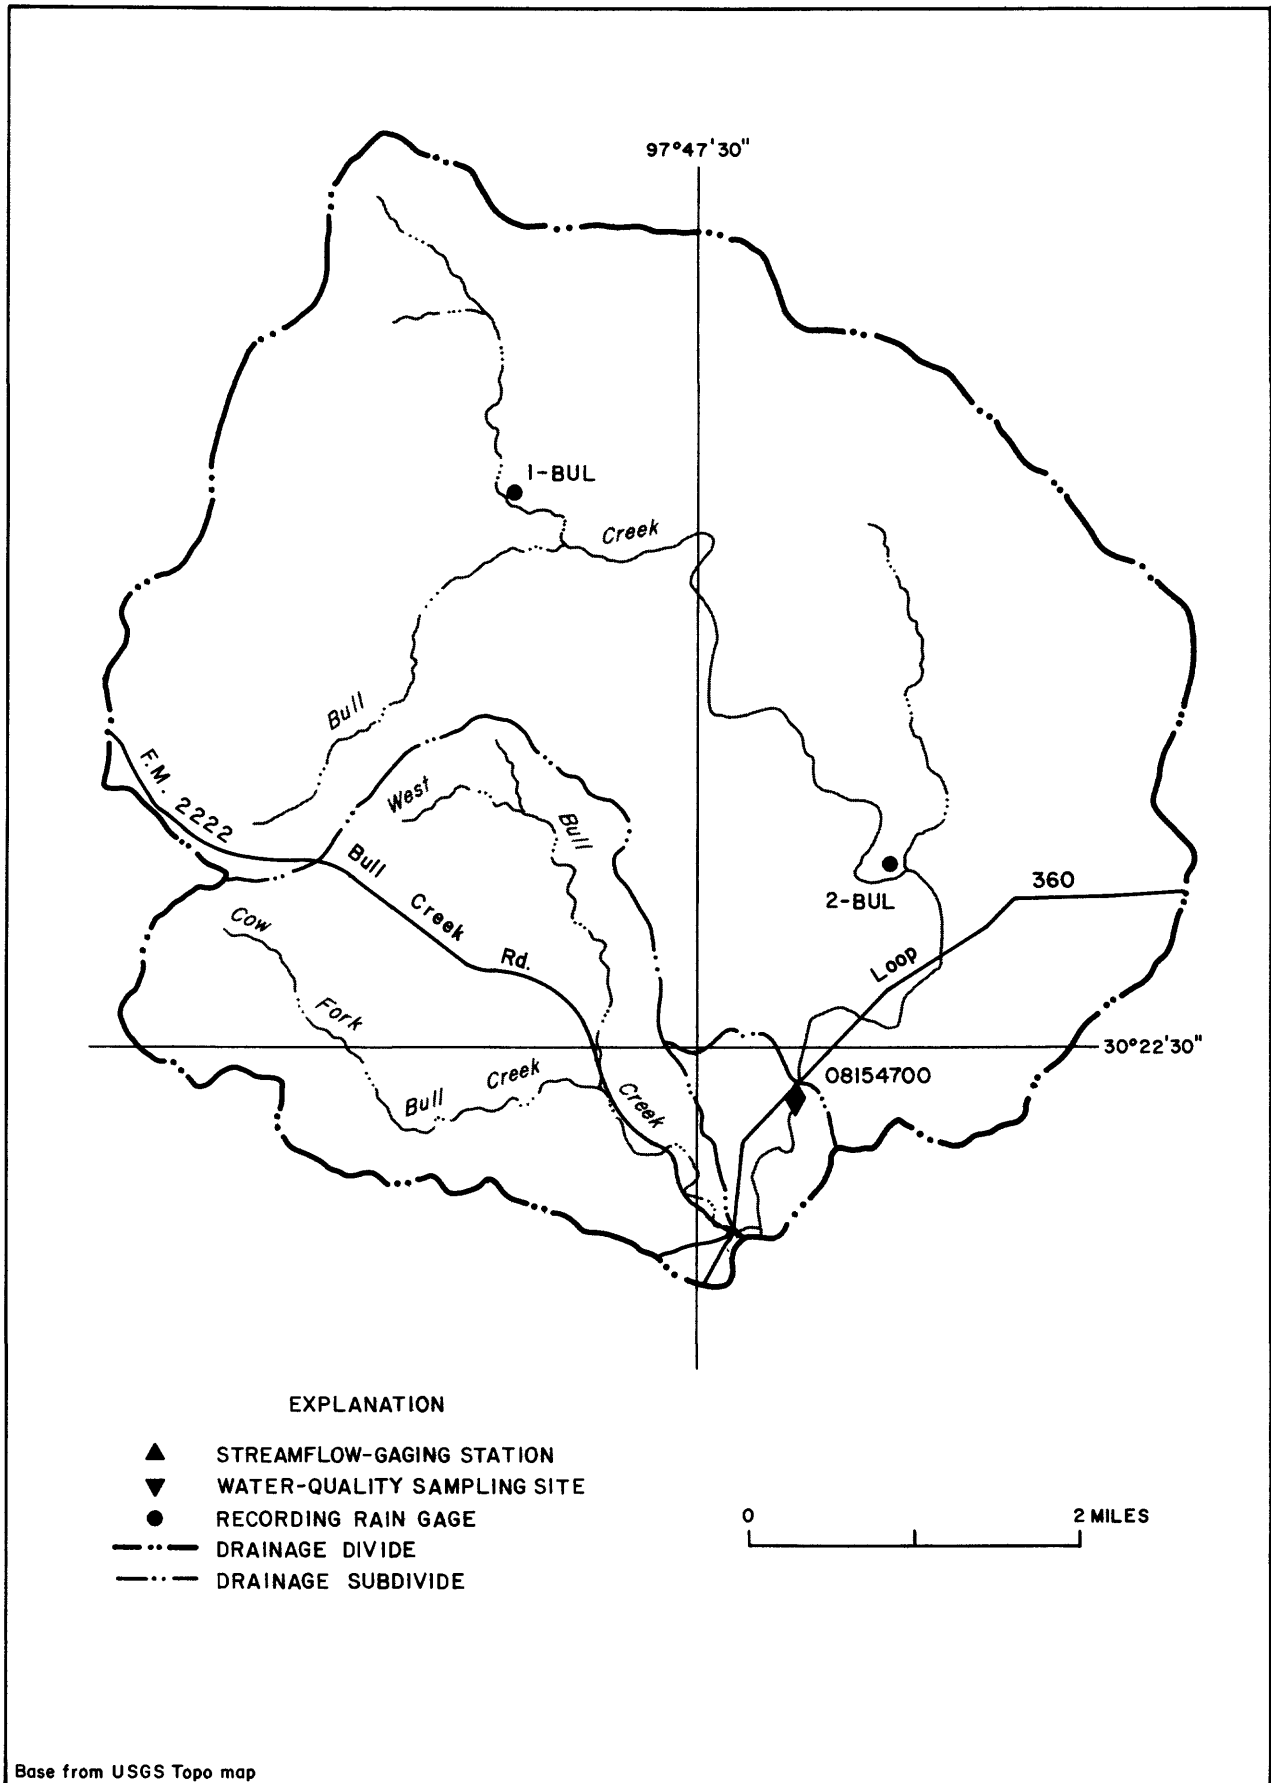 97°47'30"
1-BUL
Creek
Bull
F.M. 2222
West
Bull
Bull Creek Rd.
360
2-BUL
Loop
Cow Fork Bull Creek
30°22'30"
08154700
Creek
EXPLANATION
STREAMFLOW-GAGING STATION
WATER-QUALITY SAMPLING SITE
RECORDING RAIN GAGE
DRAINAGE DIVIDE
DRAINAGE SUBDIVIDE
0 2 MILES
Base from USGS Topo map